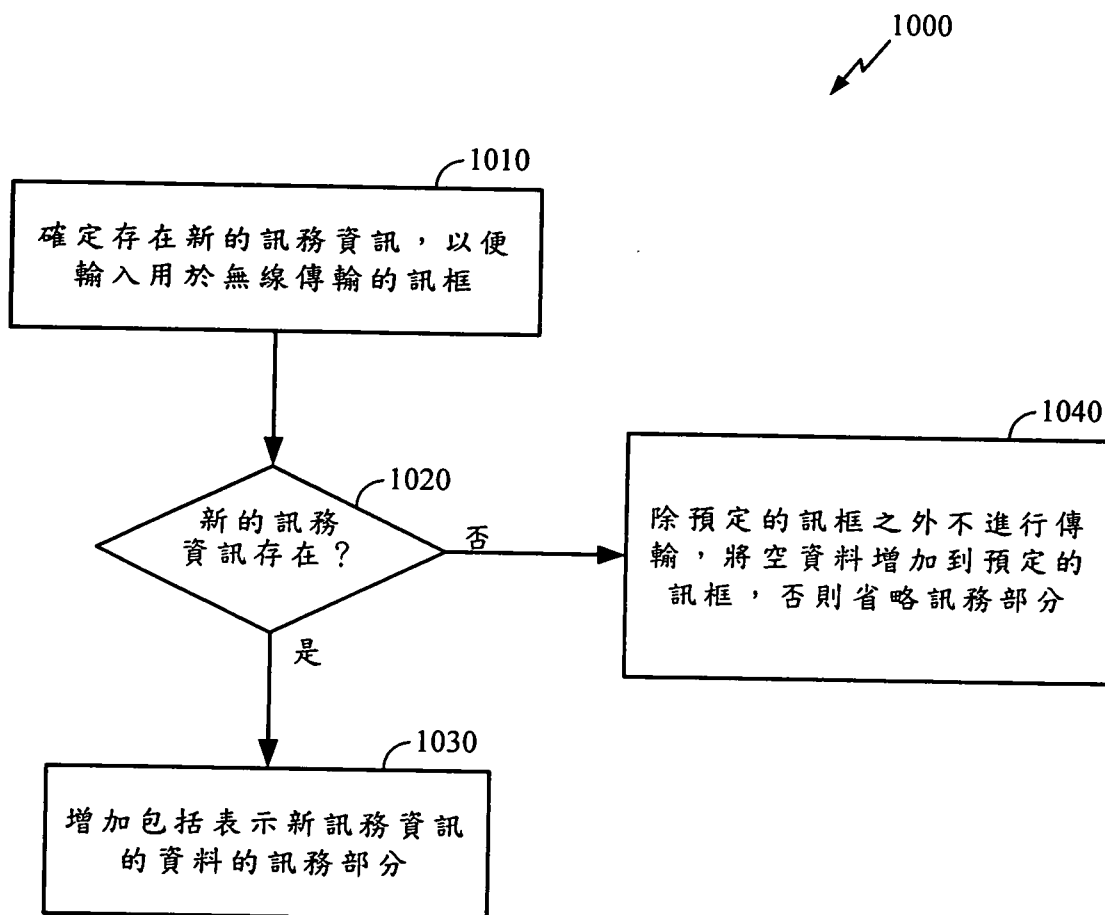 1000
1010
確定存在新的訊務資訊，以便
輸入用於無線傳輸的訊框
1020
新的訊務
資訊存在？
否
是
1040
除預定的訊框之外不進行傳
輸，將空資料增加到預定的
訊框，否則省略訊務部分
1030
增加包括表示新訊務資訊
的資料的訊務部分